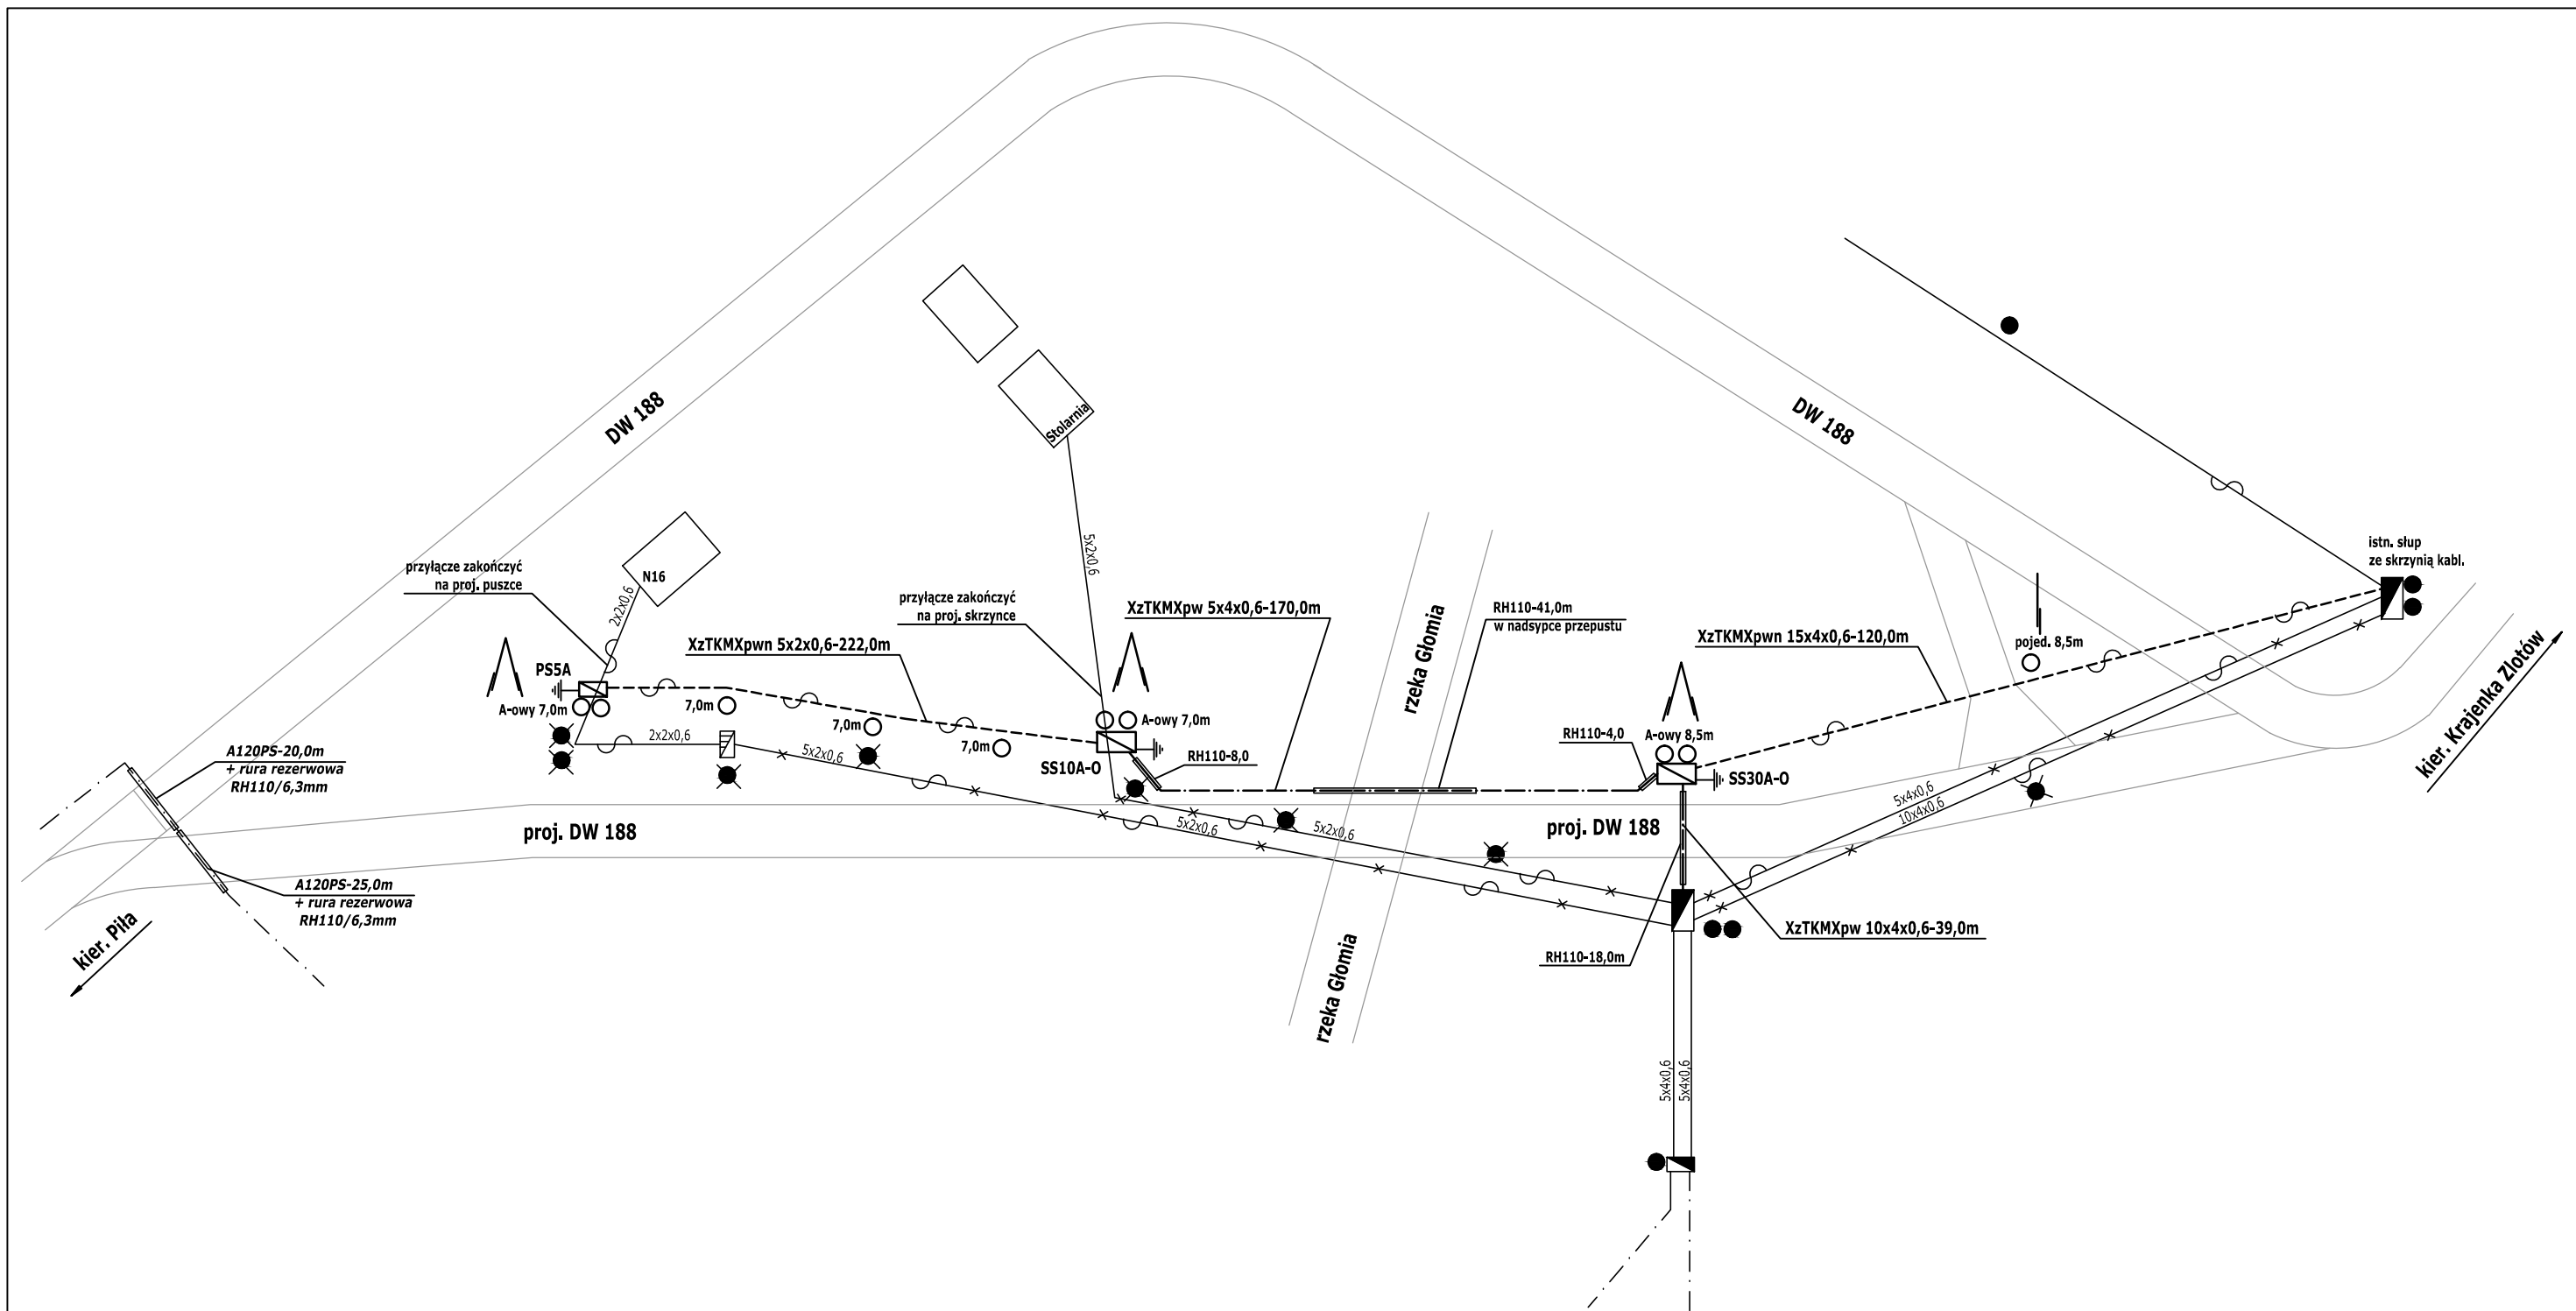 DW 188
DW 188
Stolarnia
5x2x0,6
istn. słup
ze skrzynią kabl.
przyłącze zakończyć
na proj. puszce
N16
2x2x0,6
przyłącze zakończyć
na proj. skrzynce
XzTKMXpw 5x4x0,6-170,0m
rzeka Głomia
RH110-41,0m
w nadsypce przepustu
XzTKMXpwn 15x4x0,6-120,0m
pojed. 8,5m
kier. Krajenka Zlotów
XzTKMXpwn 5x2x0,6-222,0m
PS5A
A-owy 7,0m
7,0m
7,0m
7,0m
A-owy 7,0m
SS10A-O
RH110-8,0
RH110-4,0
A-owy 8,5m
SS30A-O
2x2x0,6
5x2x0,6
A120PS-20,0m
+ rura rezerwowa
RH110/6,3mm
proj. DW 188
5x2x0,6
5x2x0,6
proj. DW 188
5x4x0,6
10x4x0,6
A120PS-25,0m
+ rura rezerwowa
RH110/6,3mm
kier. Piła
rzeka Głomia
RH110-18,0m
XzTKMXpw 10x4x0,6-39,0m
5x4x0,6
5x4x0,6